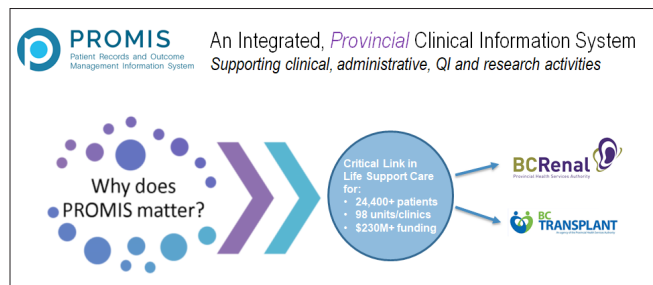 PROMIS
Patient Records and Outcome
Management Information System
An Integrated, Provincial Clinical Information System
Supporting clinical, administrative, QI and research activities
Why does
PROMIS matter?
Critical Link in
Life Support Care
for:
• 24,400+ patients
• 98 units/clinics
• $230M+ funding
BCRenal
Provincial Health Services Authority
BC
TRANSPLANT